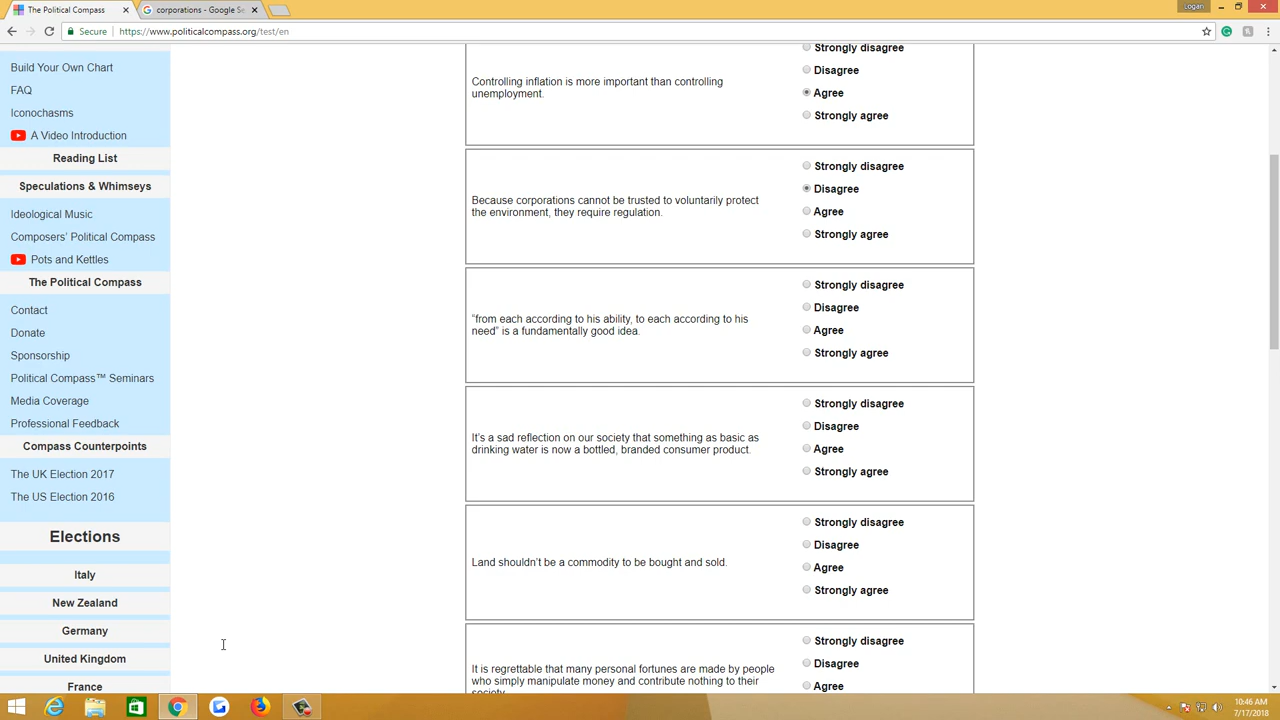 The Political Compass
corporations - Google Se
Logan
Secure
https://www.politicalcompass.org/test/en
Build Your Own Chart
FAQ
Iconochasms
A Video Introduction
Reading List
Speculations & Whimseys
Ideological Music
Composers' Political Compass
Pots and Kettles
The Political Compass
Contact
Donate
Sponsorship
Political Compass™ Seminars
Media Coverage
Professional Feedback
Compass Counterpoints
The UK Election 2017
The US Election 2016
Elections
Italy
New Zealand
Germany
United Kingdom
France
Controlling inflation is more important than controlling
unemployment.
Strongly disagree
Disagree
Agree
Strongly agree
Because corporations cannot be trusted to voluntarily protect
the environment, they require regulation.
Strongly disagree
Disagree
Agree
Strongly agree
“from each according to his ability, to each according to his
need” is a fundamentally good idea.
Strongly disagree
Disagree
Agree
Strongly agree
It's a sad reflection on our society that something as basic as
drinking water is now a bottled, branded consumer product.
Strongly disagree
Disagree
Agree
Strongly agree
Land shouldn't be a commodity to be bought and sold.
Strongly disagree
Disagree
Agree
Strongly agree
It is regrettable that many personal fortunes are made by people
who simply manipulate money and contribute nothing to their
society.
Strongly disagree
Disagree
Agree
10:46 AM
7/17/2018